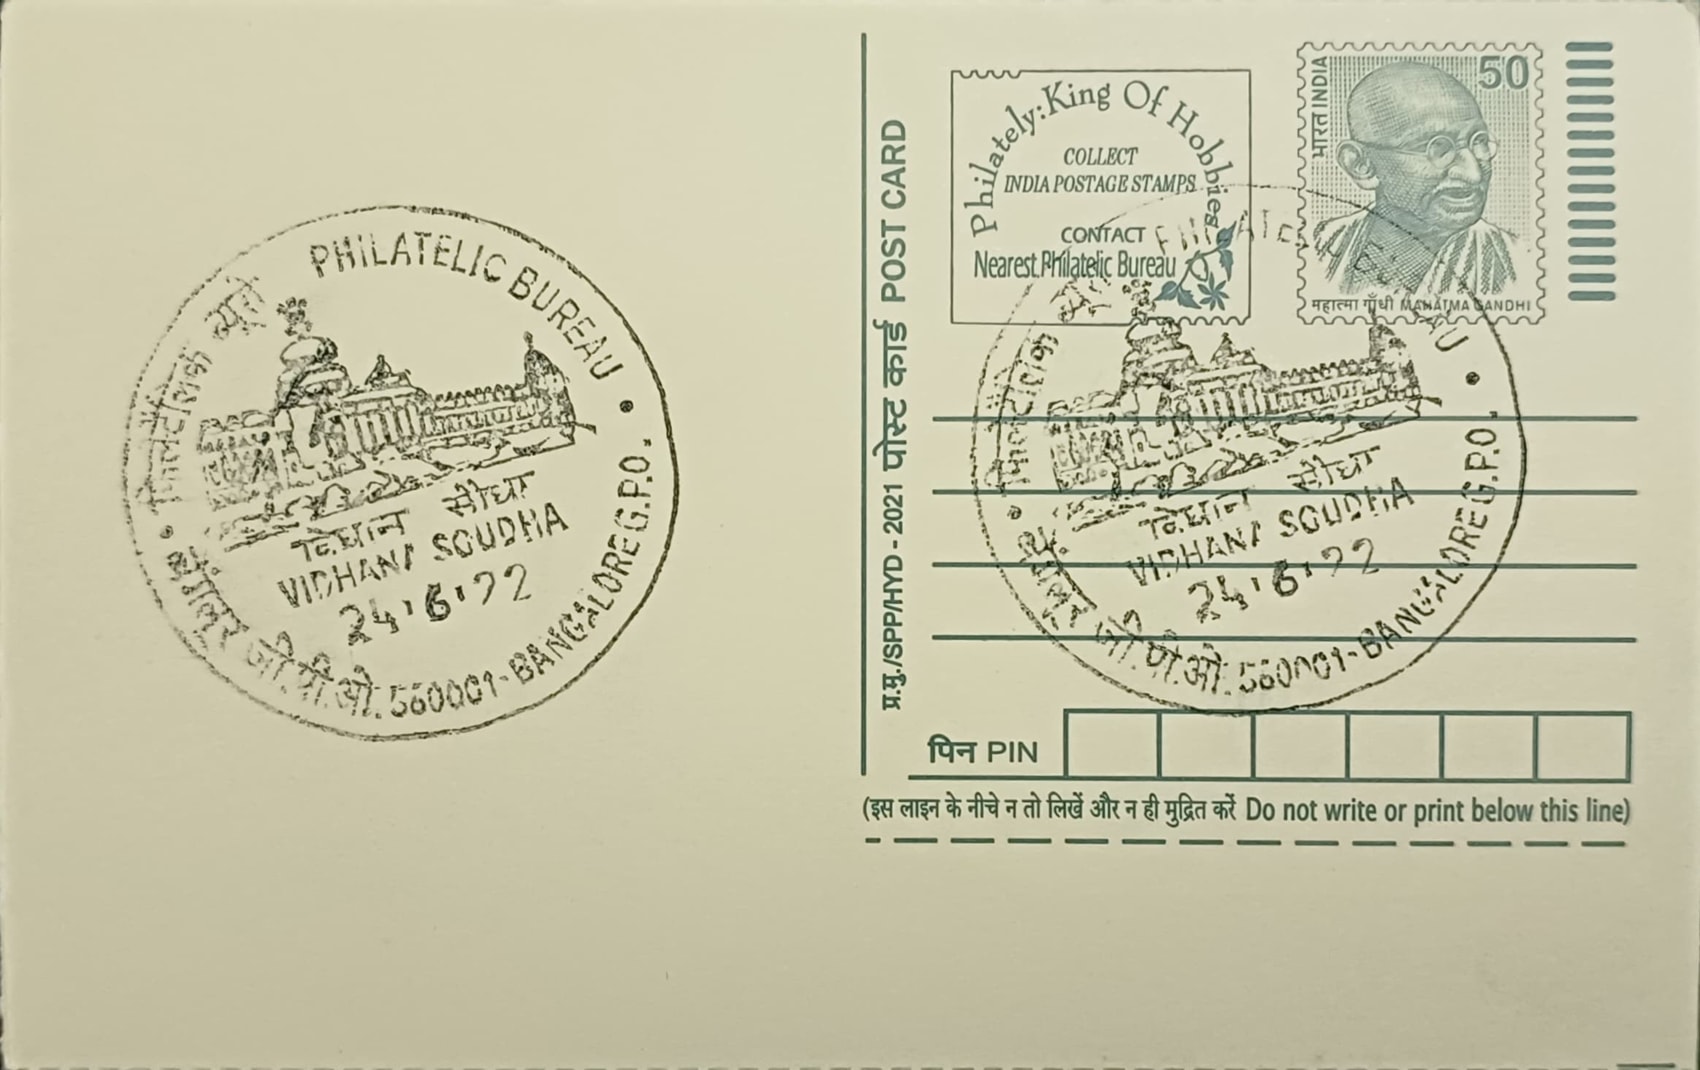 फिलेटेलिक ब्यूरो
PHILATELIC BUREAU
विधान सौधा
VIDHANA SOUDHA
24.6.22
बेंगलूर जी.पी.ओ. 560001-BANGALORE G.P.O.
प्र.मु./SPP/HYD - 2021 पोस्ट कार्ड POST CARD
Philately: King Of Hobbies
COLLECT
INDIA POSTAGE STAMPS
CONTACT
Nearest Philatelic Bureau
भारत INDIA
50
महात्मा गाँधी MAHATMA GANDHI
फिलेटेलिक ब्यूरो
PHILATELIC BUREAU
विधान सौधा
VIDHANA SOUDHA
24.6.22
बेंगलूर जी.पी.ओ. 560001-BANGALORE G.P.O.
पिन PIN
(इस लाइन के नीचे न तो लिखें और न ही मुद्रित करें Do not write or print below this line)